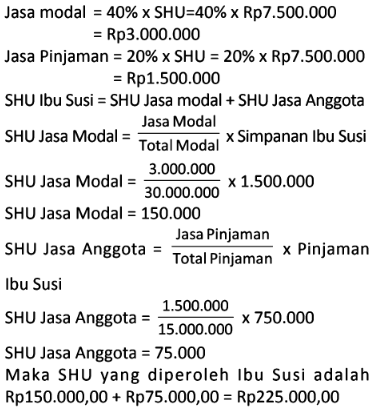 Jasa modal = 40% x SHU=40% x Rp7.500.000
= Rp3.000.000
Jasa Pinjaman = 20% x SHU = 20% x Rp7.500.000
= Rp1.500.000
SHU Ibu Susi = SHU Jasa modal + SHU Jasa Anggota
SHU Jasa Modal = Jasa Modal / Total Modal x Simpanan Ibu Susi
SHU Jasa Modal = 3.000.000 / 30.000.000 x 1.500.000
SHU Jasa Modal = 150.000
SHU Jasa Anggota = Jasa Pinjaman / Total Pinjaman x Pinjaman
Ibu Susi
SHU Jasa Anggota = 1.500.000 / 15.000.000 x 750.000
SHU Jasa Anggota = 75.000
Maka SHU yang diperoleh Ibu Susi adalah
Rp150.000,00 + Rp75.000,00 = Rp225.000,00